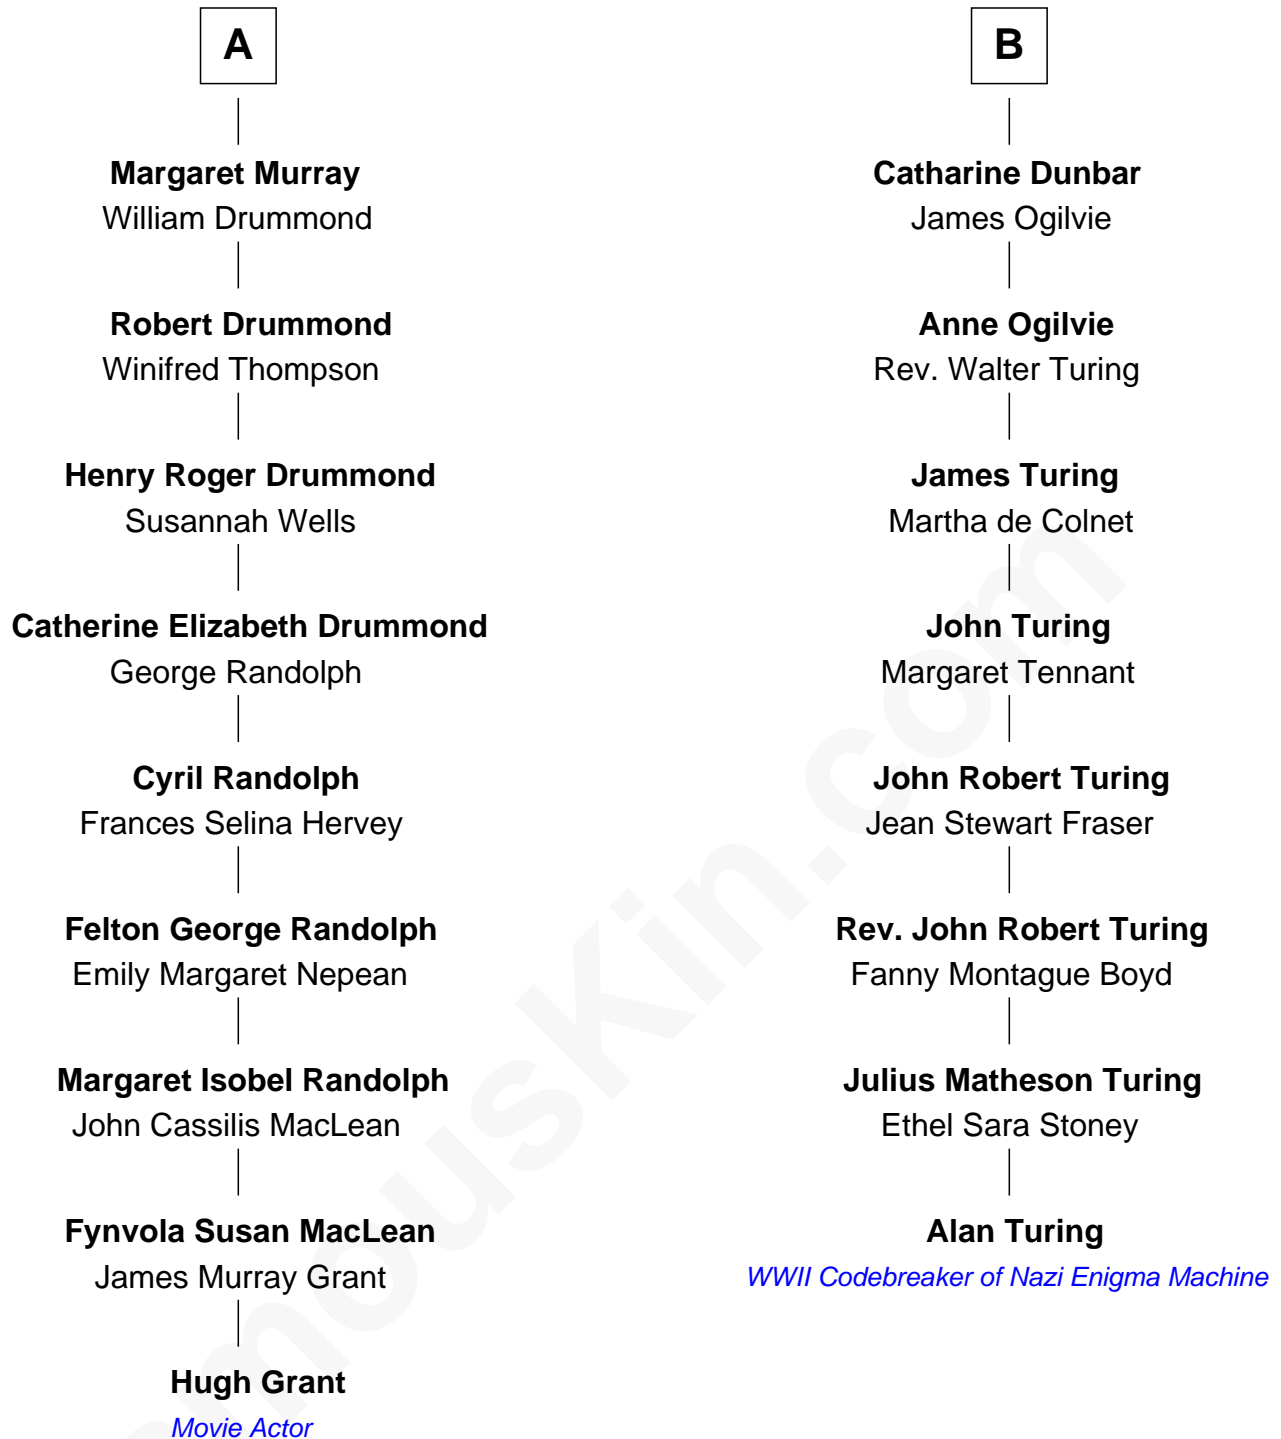 A
Margaret Murray
William Drummond
Robert Drummond
Winifred Thompson
Henry Roger Drummond
Susannah Wells
Catherine Elizabeth Drummond
George Randolph
Cyril Randolph
Frances Selina Hervey
Felton George Randolph
Emily Margaret Nepean
Margaret Isobel Randolph
John Cassilis MacLean
Fynvola Susan MacLean
James Murray Grant
Hugh Grant
Movie Actor
B
Catharine Dunbar
James Ogilvie
Anne Ogilvie
Rev. Walter Turing
James Turing
Martha de Colnet
John Turing
Margaret Tennant
John Robert Turing
Jean Stewart Fraser
Rev. John Robert Turing
Fanny Montague Boyd
Julius Matheson Turing
Ethel Sara Stoney
Alan Turing
WWII Codebreaker of Nazi Enigma Machine
mouskin.com